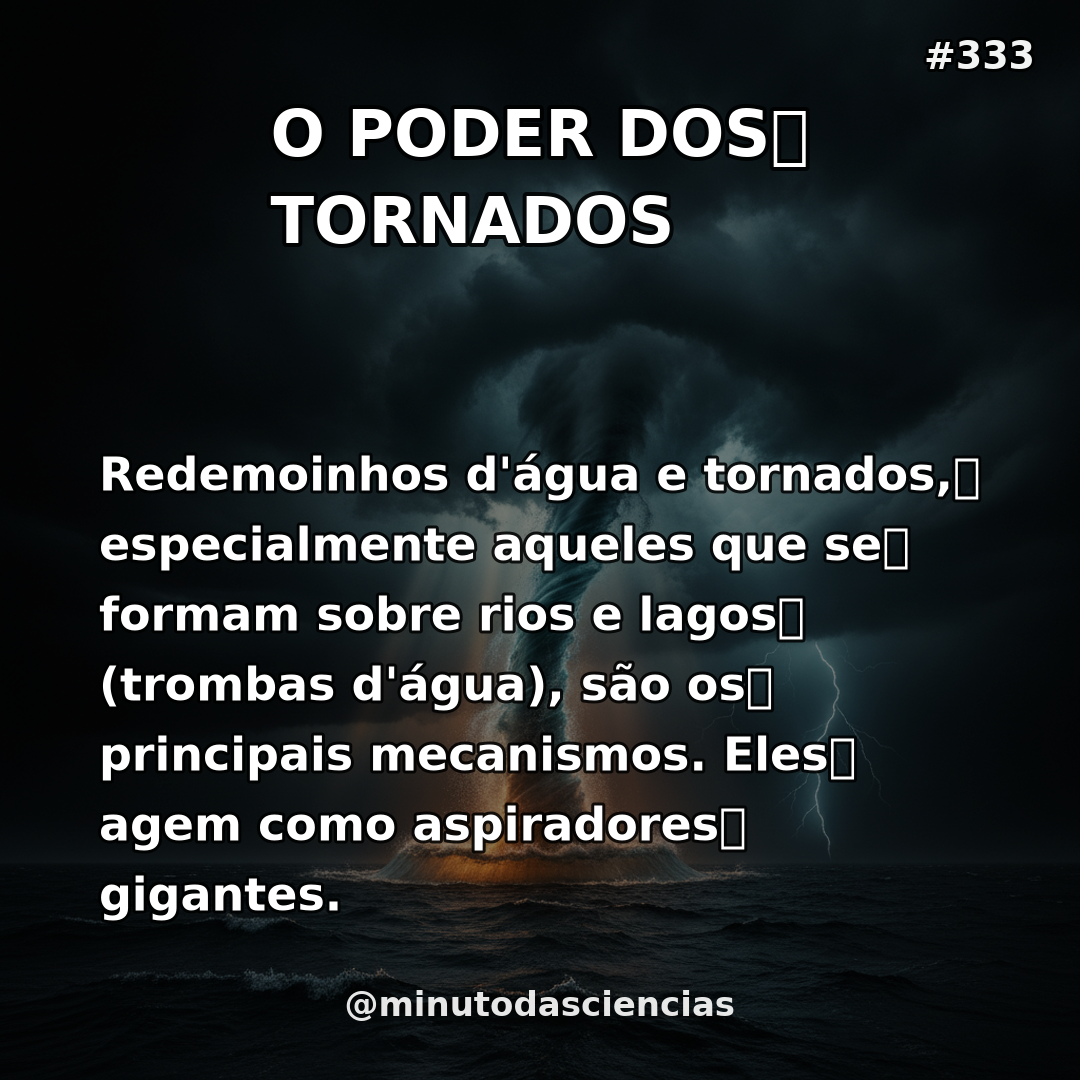 #333
O PODER DOS
TORNADOS
Redemoinhos d'água e tornados,
especialmente aqueles que se
formam sobre rios e lagos
(trombas d'água), são os
principais mecanismos. Eles
agem como aspiradores
gigantes.
@minutodasciencias